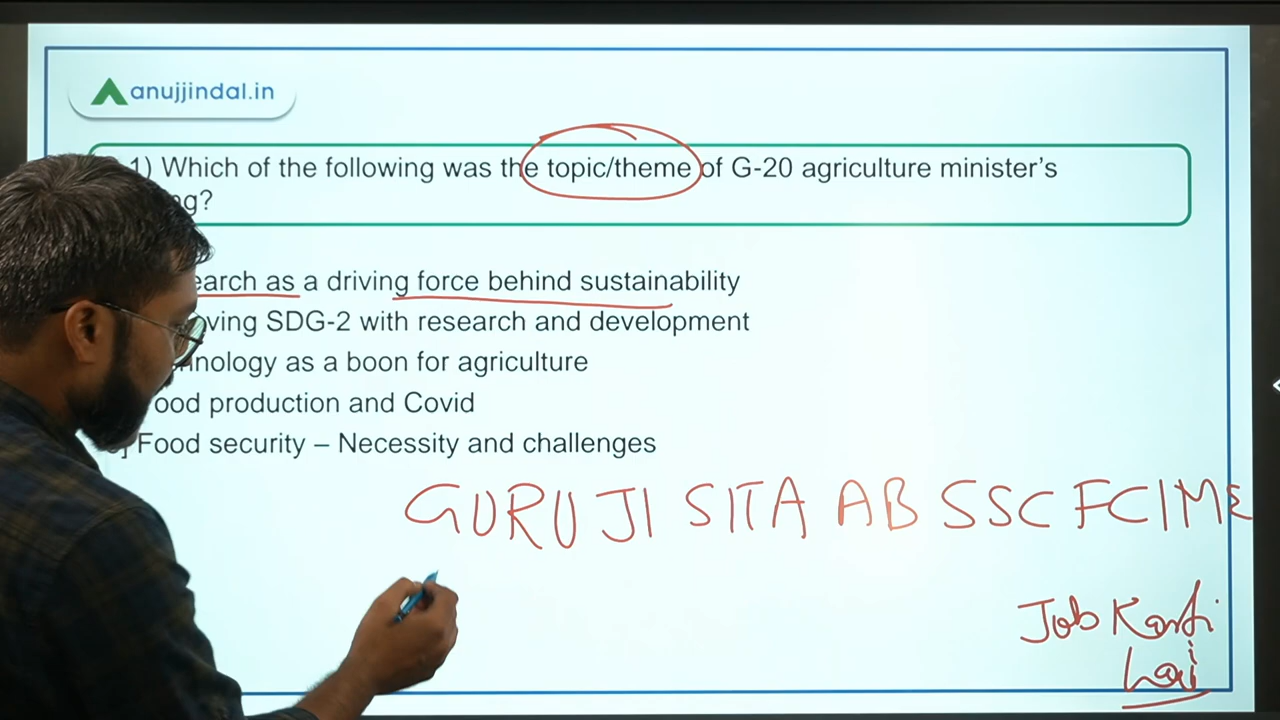 anujjindal.in
1) Which of the following was the topic/theme of G-20 agriculture minister's
g?
earch as a driving force behind sustainability
oving SDG-2 with research and development
nology as a boon for agriculture
ood production and Covid
] Food security – Necessity and challenges
GURUJI SITA AB SSC FCIME
Job Karti
hai